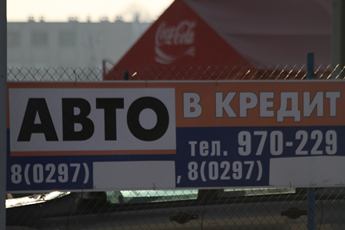 Coca-Cola
АВТО
В КРЕДИТ
тел. 970-229
8(0297)
, 8(0297)